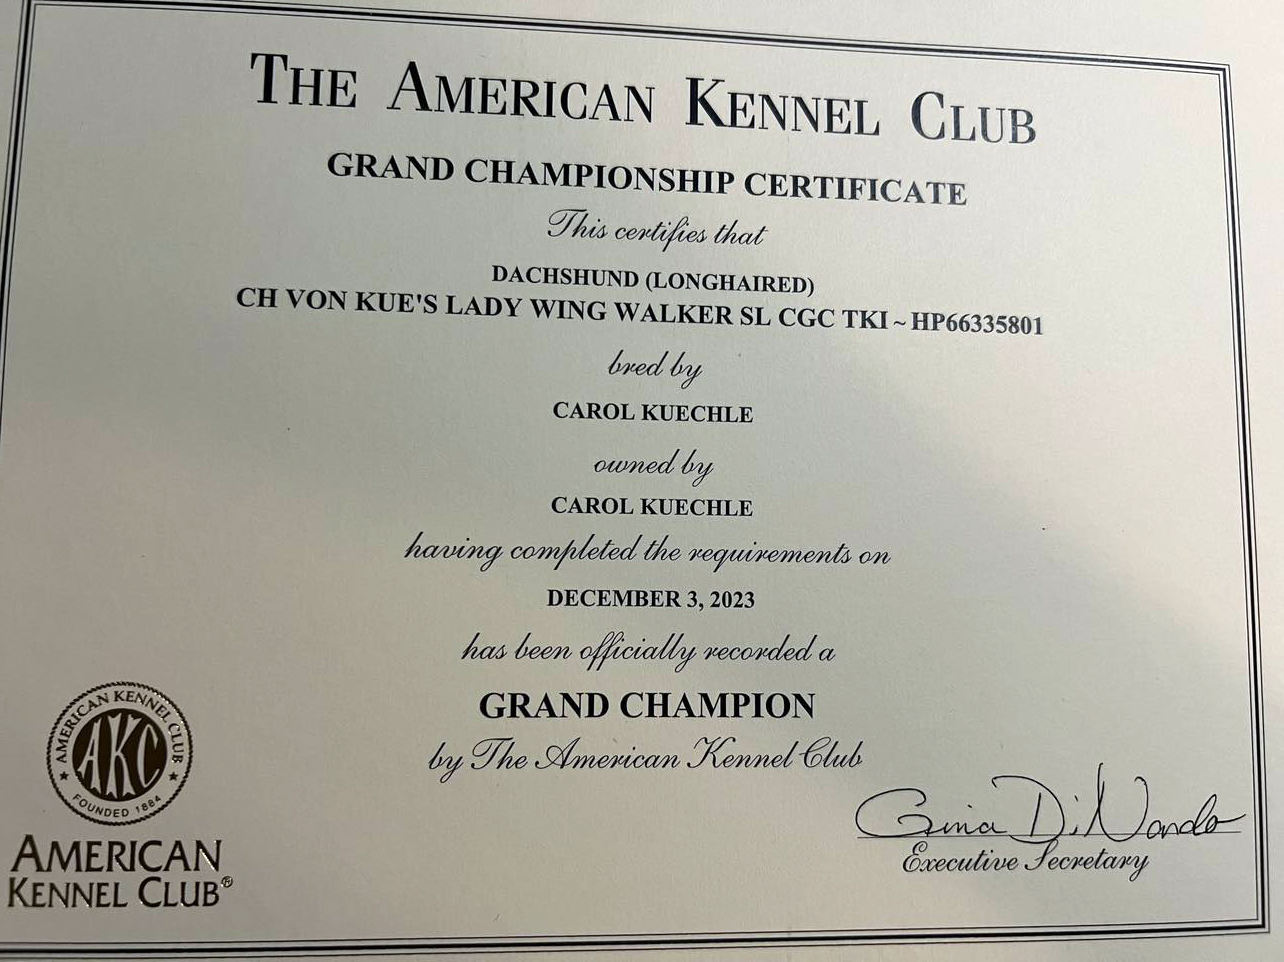 THE AMERICAN KENNEL CLUB
GRAND CHAMPIONSHIP CERTIFICATE
This certifies that
DACHSHUND (LONGHAIRED)
CH VON KUE'S LADY WING WALKER SL CGC TKI ~ HP66335801
bred by
CAROL KUECHLE
owned by
CAROL KUECHLE
having completed the requirements on
DECEMBER 3, 2023
has been officially recorded a
GRAND CHAMPION
by The American Kennel Club
AMERICAN KENNEL CLUB
AKC
FOUNDED 1884
AMERICAN
KENNEL CLUB®
Gina DiNardo
Executive Secretary